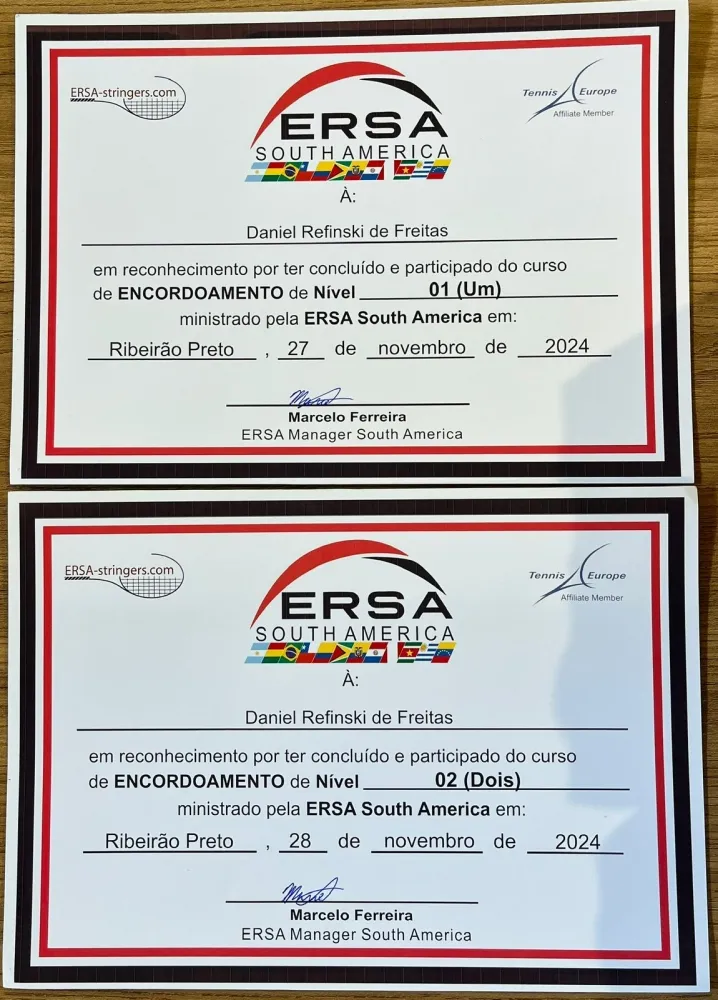 ERSA-stringers.com
Tennis Europe
Affiliate Member
ERSA
SOUTH AMERICA
À:
Daniel Refinski de Freitas
em reconhecimento por ter concluído e participado do curso
de ENCORDOAMENTO de Nível 01 (Um)
ministrado pela ERSA South America em:
Ribeirão Preto , 27 de novembro de 2024
Marcelo Ferreira
ERSA Manager South America
ERSA-stringers.com
Tennis Europe
Affiliate Member
ERSA
SOUTH AMERICA
À:
Daniel Refinski de Freitas
em reconhecimento por ter concluído e participado do curso
de ENCORDOAMENTO de Nível 02 (Dois)
ministrado pela ERSA South America em:
Ribeirão Preto , 28 de novembro de 2024
Marcelo Ferreira
ERSA Manager South America